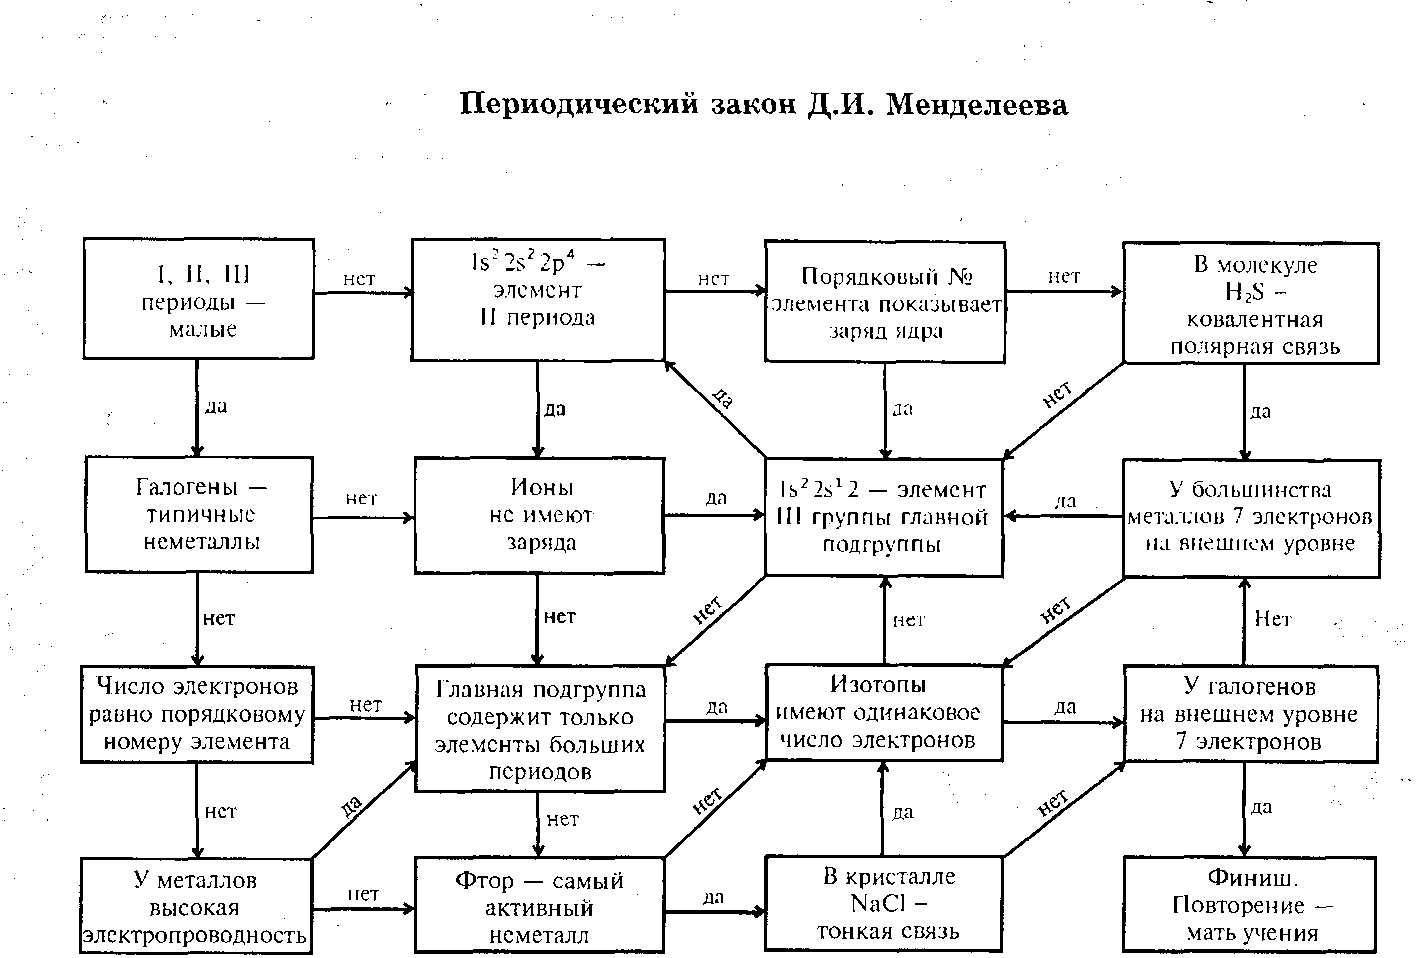 Периодический закон Д.И. Менделеева
I, II, III
периоды —
малые
нет
1s² 2s² 2p⁴ —
элемент
II периода
нет
Порядковый №
элемента показывает
заряд ядра
нет
В молекуле
H₂S –
ковалентная
полярная связь
да
да
да
да
нет
да
Галогены —
типичные
неметаллы
нет
Ионы
не имеют
заряда
да
1s² 2s¹ 2 — элемент
III группы главной
подгруппы
да
У большинства
металлов 7 электронов
на внешнем уровне
нет
нет
нет
нет
нет
Нет
Число электронов
равно порядковому
номеру элемента
нет
Главная подгруппа
содержит только
элементы больших
периодов
да
Изотопы
имеют одинаковое
число электронов
да
У галогенов
на внешнем уровне
7 электронов
нет
да
нет
нет
да
нет
да
У металлов
высокая
электропроводность
нет
Фтор — самый
активный
неметалл
да
В кристалле
NaCl –
тонкая связь
Финиш.
Повторение —
мать учения